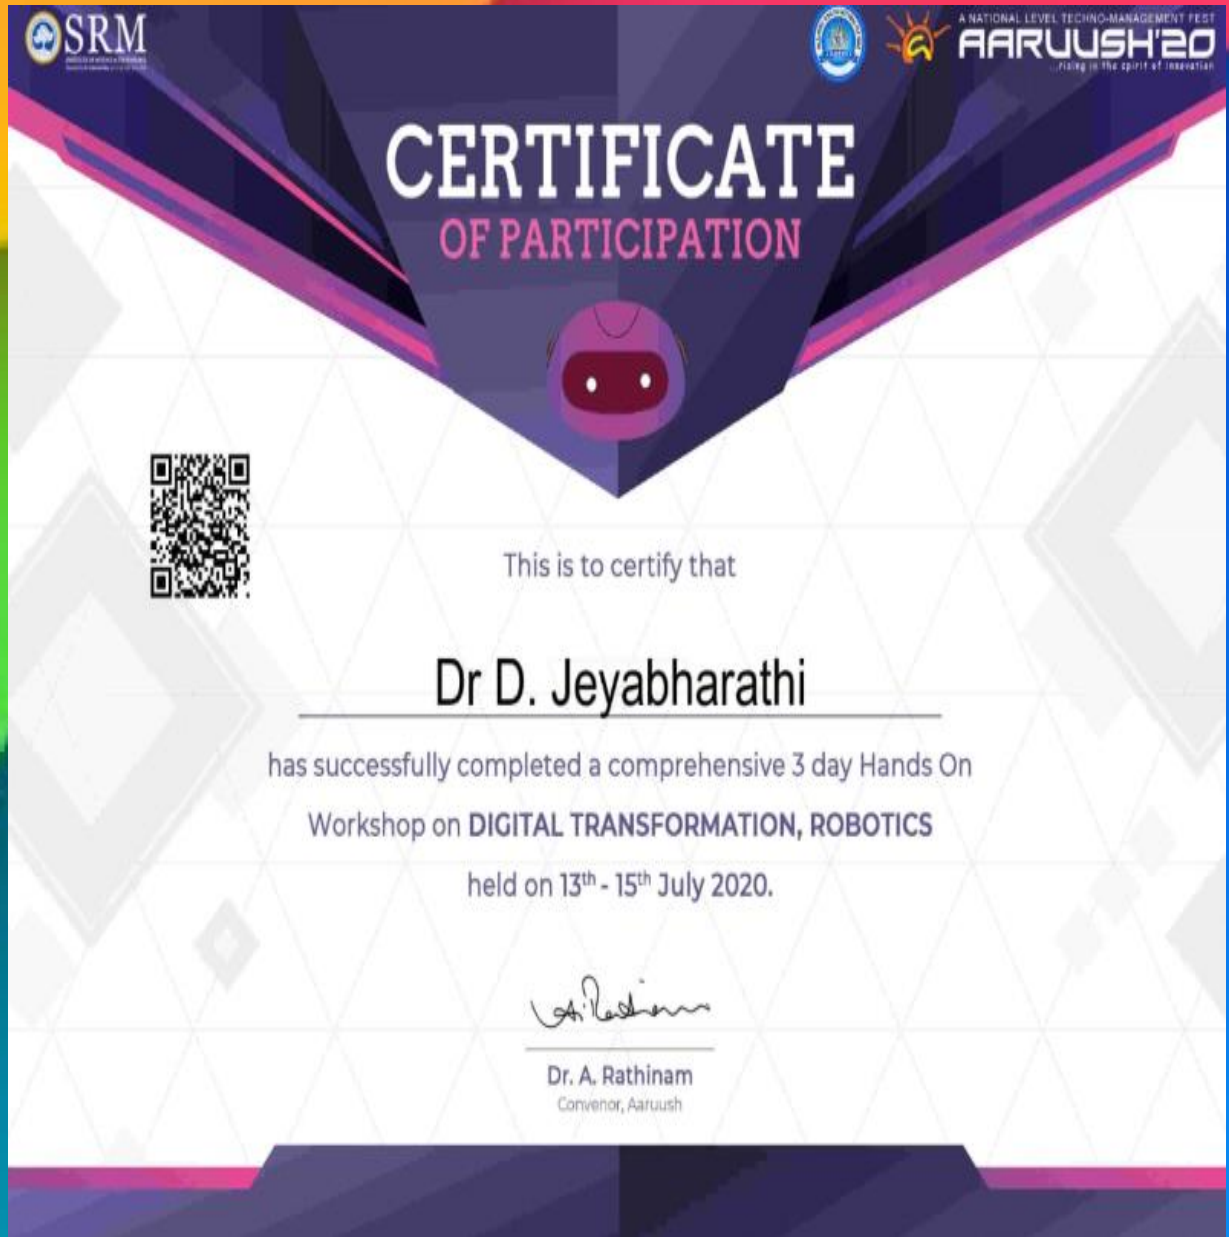 SRM
A NATIONAL LEVEL TECHNO-MANAGEMENT FEST
AARUUSH'20
...rising in the spirit of innovation
CERTIFICATE
OF PARTICIPATION
This is to certify that
Dr D. Jeyabharathi
has successfully completed a comprehensive 3 day Hands On
Workshop on DIGITAL TRANSFORMATION, ROBOTICS
held on 13th - 15th July 2020.
A. Rathinam
Dr. A. Rathinam
Convenor, Aaruush